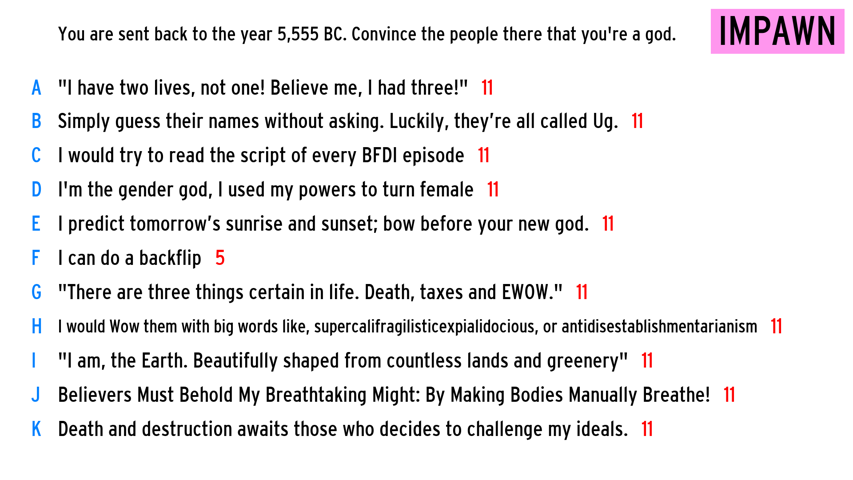 You are sent back to the year 5,555 BC. Convince the people there that you're a god. IMPAWN
A "I have two lives, not one! Believe me, I had three!" 11
B Simply guess their names without asking. Luckily, they’re all called Ug. 11
C I would try to read the script of every BFDI episode 11
D I'm the gender god, I used my powers to turn female 11
E I predict tomorrow’s sunrise and sunset; bow before your new god. 11
F I can do a backflip 5
G "There are three things certain in life. Death, taxes and EWOW." 11
H I would Wow them with big words like, supercalifragilisticexpialidocious, or antidisestablishmentarianism 11
I "I am, the Earth. Beautifully shaped from countless lands and greenery" 11
J Believers Must Behold My Breathtaking Might: By Making Bodies Manually Breathe! 11
K Death and destruction awaits those who decides to challenge my ideals. 11